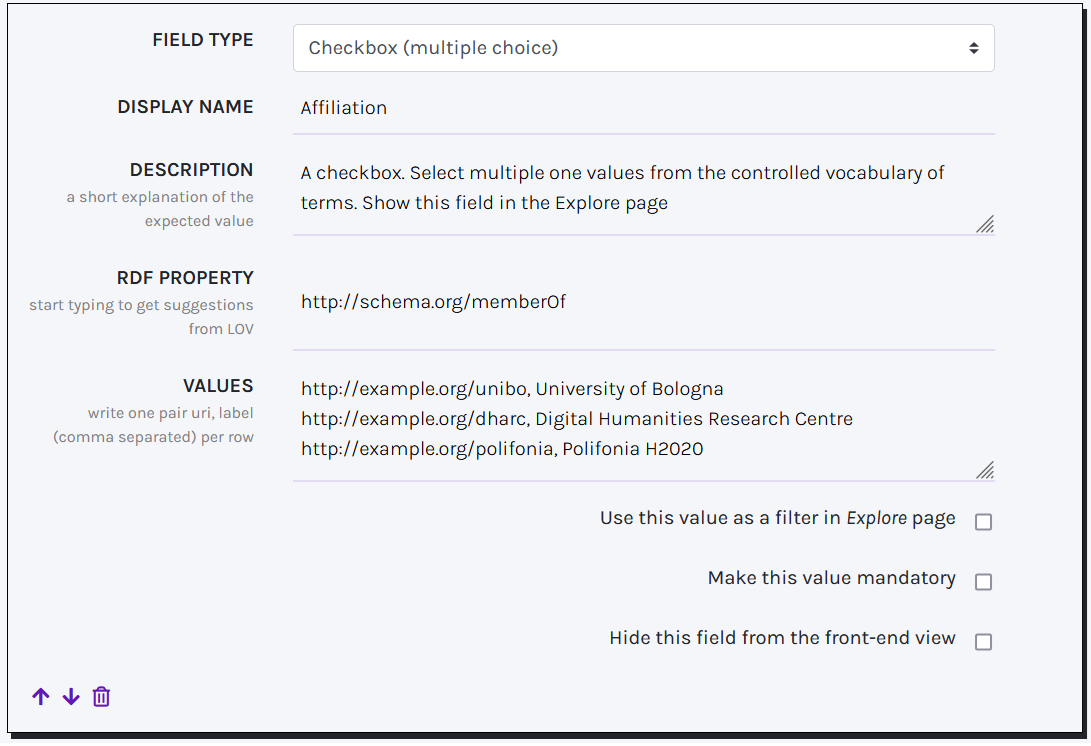 FIELD TYPE
Checkbox (multiple choice)
DISPLAY NAME
Affiliation
DESCRIPTION
a short explanation of the
expected value
A checkbox. Select multiple one values from the controlled vocabulary of
terms. Show this field in the Explore page
RDF PROPERTY
start typing to get suggestions
from LOV
http://schema.org/memberOf
VALUES
write one pair uri, label
(comma separated) per row
http://example.org/unibo, University of Bologna
http://example.org/dharc, Digital Humanities Research Centre
http://example.org/polifonia, Polifonia H2020
Use this value as a filter in Explore page
Make this value mandatory
Hide this field from the front-end view